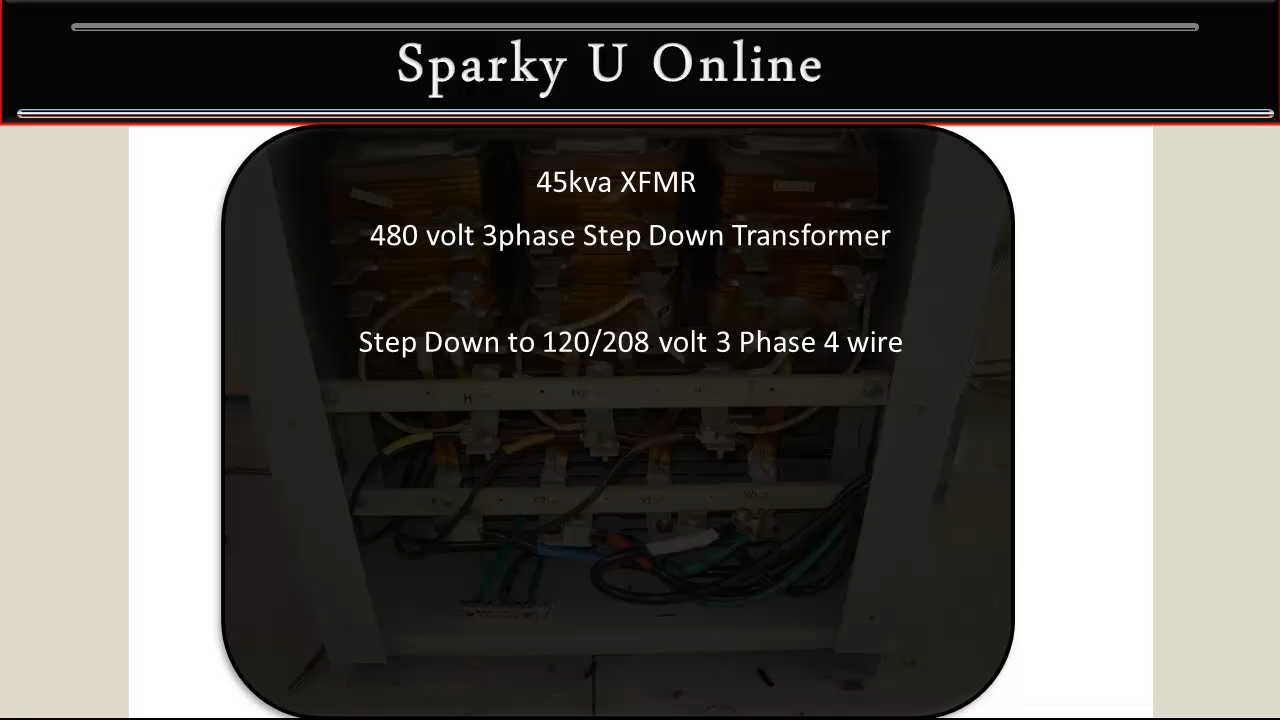 Sparky U Online
45kva XFMR
480 volt 3phase Step Down Transformer
Step Down to 120/208 volt 3 Phase 4 wire